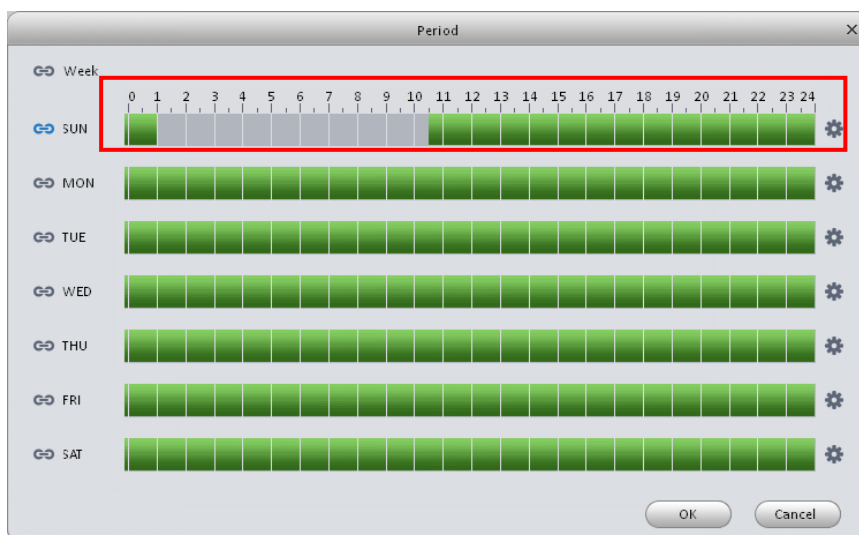 Period
Week
0 1 2 3 4 5 6 7 8 9 10 11 12 13 14 15 16 17 18 19 20 21 22 23 24
SUN
MON
TUE
WED
THU
FRI
SAT
OK Cancel